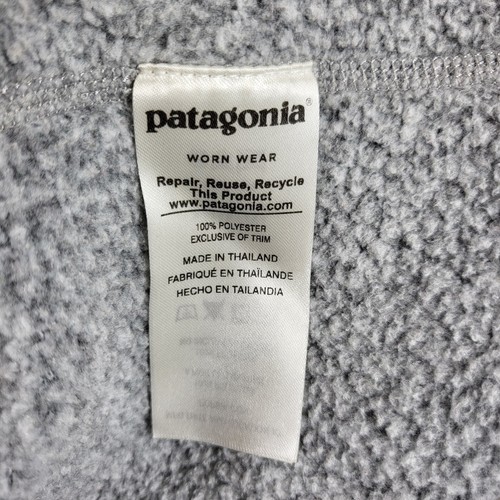 patagonia®
WORN WEAR
Repair, Reuse, Recycle
This Product
www.patagonia.com
100% POLYESTER
EXCLUSIVE OF TRIM
MADE IN THAILAND
FABRIQUÉ EN THAÏLANDE
HECHO EN TAILANDIA